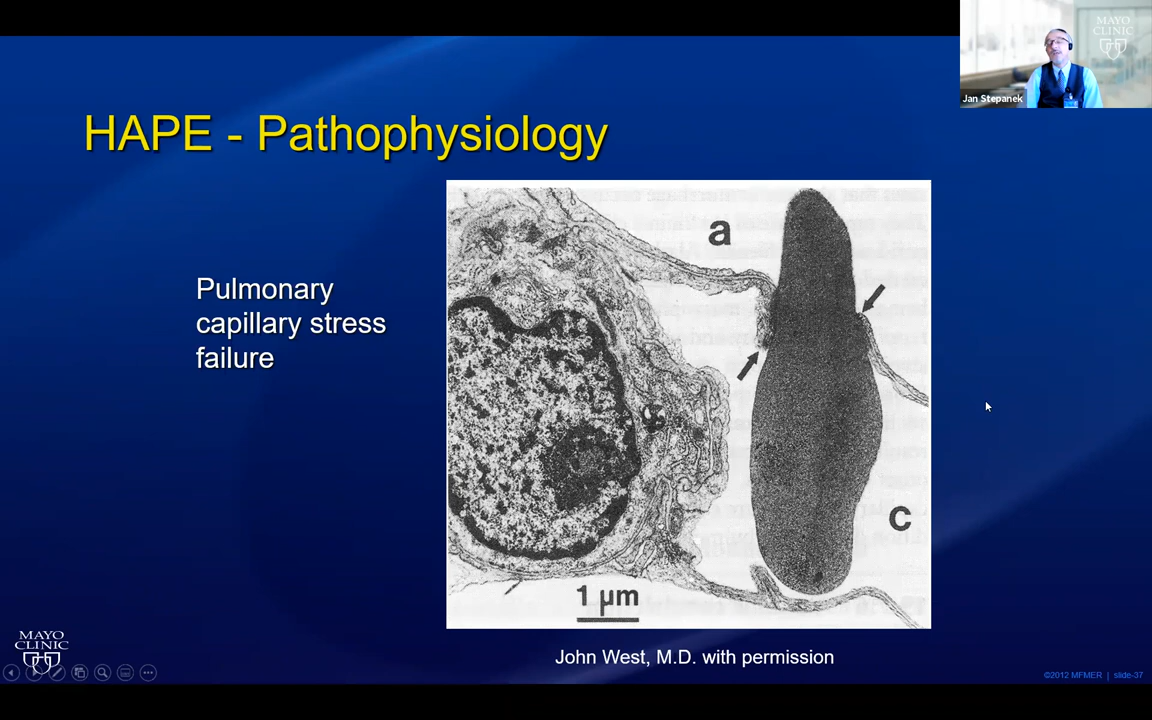 MAYO
CLINIC
Jan Stepanek
HAPE - Pathophysiology
Pulmonary
capillary stress
failure
a
c
1 µm
John West, M.D. with permission
MAYO
CLINIC
©2012 MFMER | slide-37